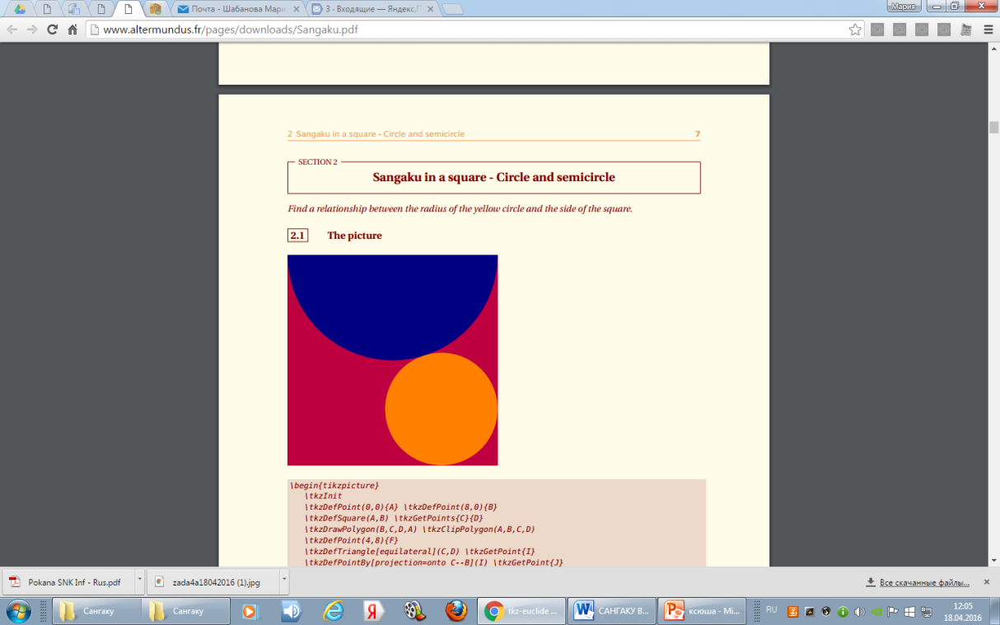 Почта - Шабанова Мари
3 - Входящие — Яндекс.П
Мария
www.altermundus.fr/pages/downloads/Sangaku.pdf
2 Sangaku in a square - Circle and semicircle 7
SECTION 2
Sangaku in a square - Circle and semicircle
Find a relationship between the radius of the yellow circle and the side of the square.
2.1 The picture
\begin{tikzpicture}
\tkzInit
\tkzDefPoint(0,0){A} \tkzDefPoint(8,0){B}
\tkzDefSquare(A,B) \tkzGetPoints{C}{D}
\tkzDrawPolygon(B,C,D,A) \tkzClipPolygon(A,B,C,D)
\tkzDefPoint(4,8){F}
\tkzDefTriangle[equilateral](C,D) \tkzGetPoint{I}
\tkzDefPointBy[projection=onto C--B](I) \tkzGetPoint{J}
Pokana SNK Inf - Rus.pdf
zada4a18042016 (1).jpg
Все скачанные файлы...
Сангаку
Сангаку
tkz-euclide ...
САНГАКУ В...
ксюша - Mi...
RU
12:05
18.04.2016